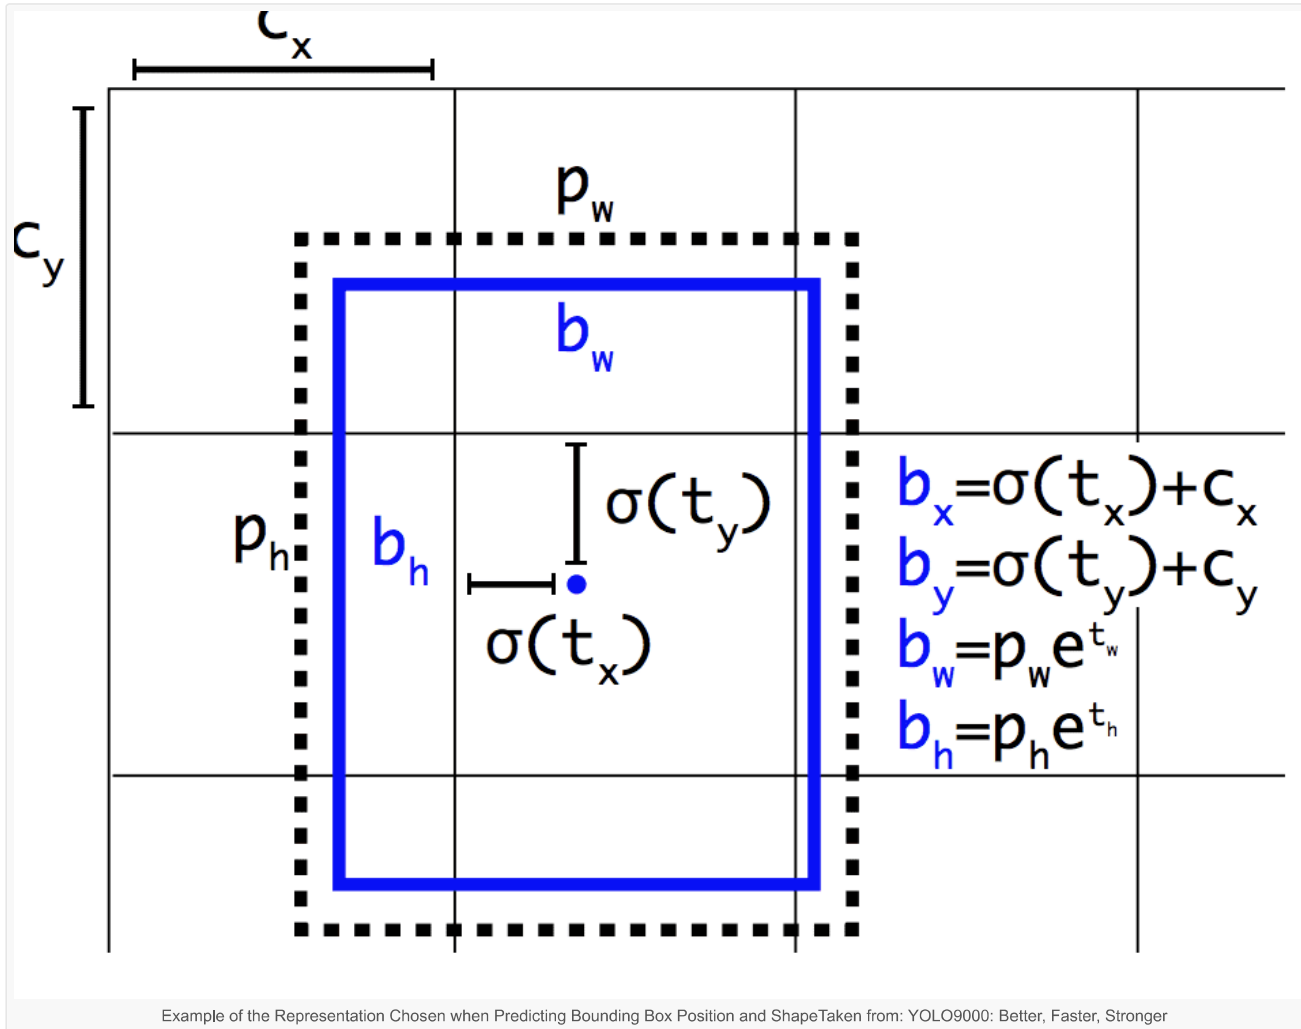 cx
pw
cy
bw
σ(ty)
ph
bh
σ(tx)
bx=σ(tx)+cx
by=σ(ty)+cy
bw=pwe^tw
bh=phe^th
Example of the Representation Chosen when Predicting Bounding Box Position and ShapeTaken from: YOLO9000: Better, Faster, Stronger